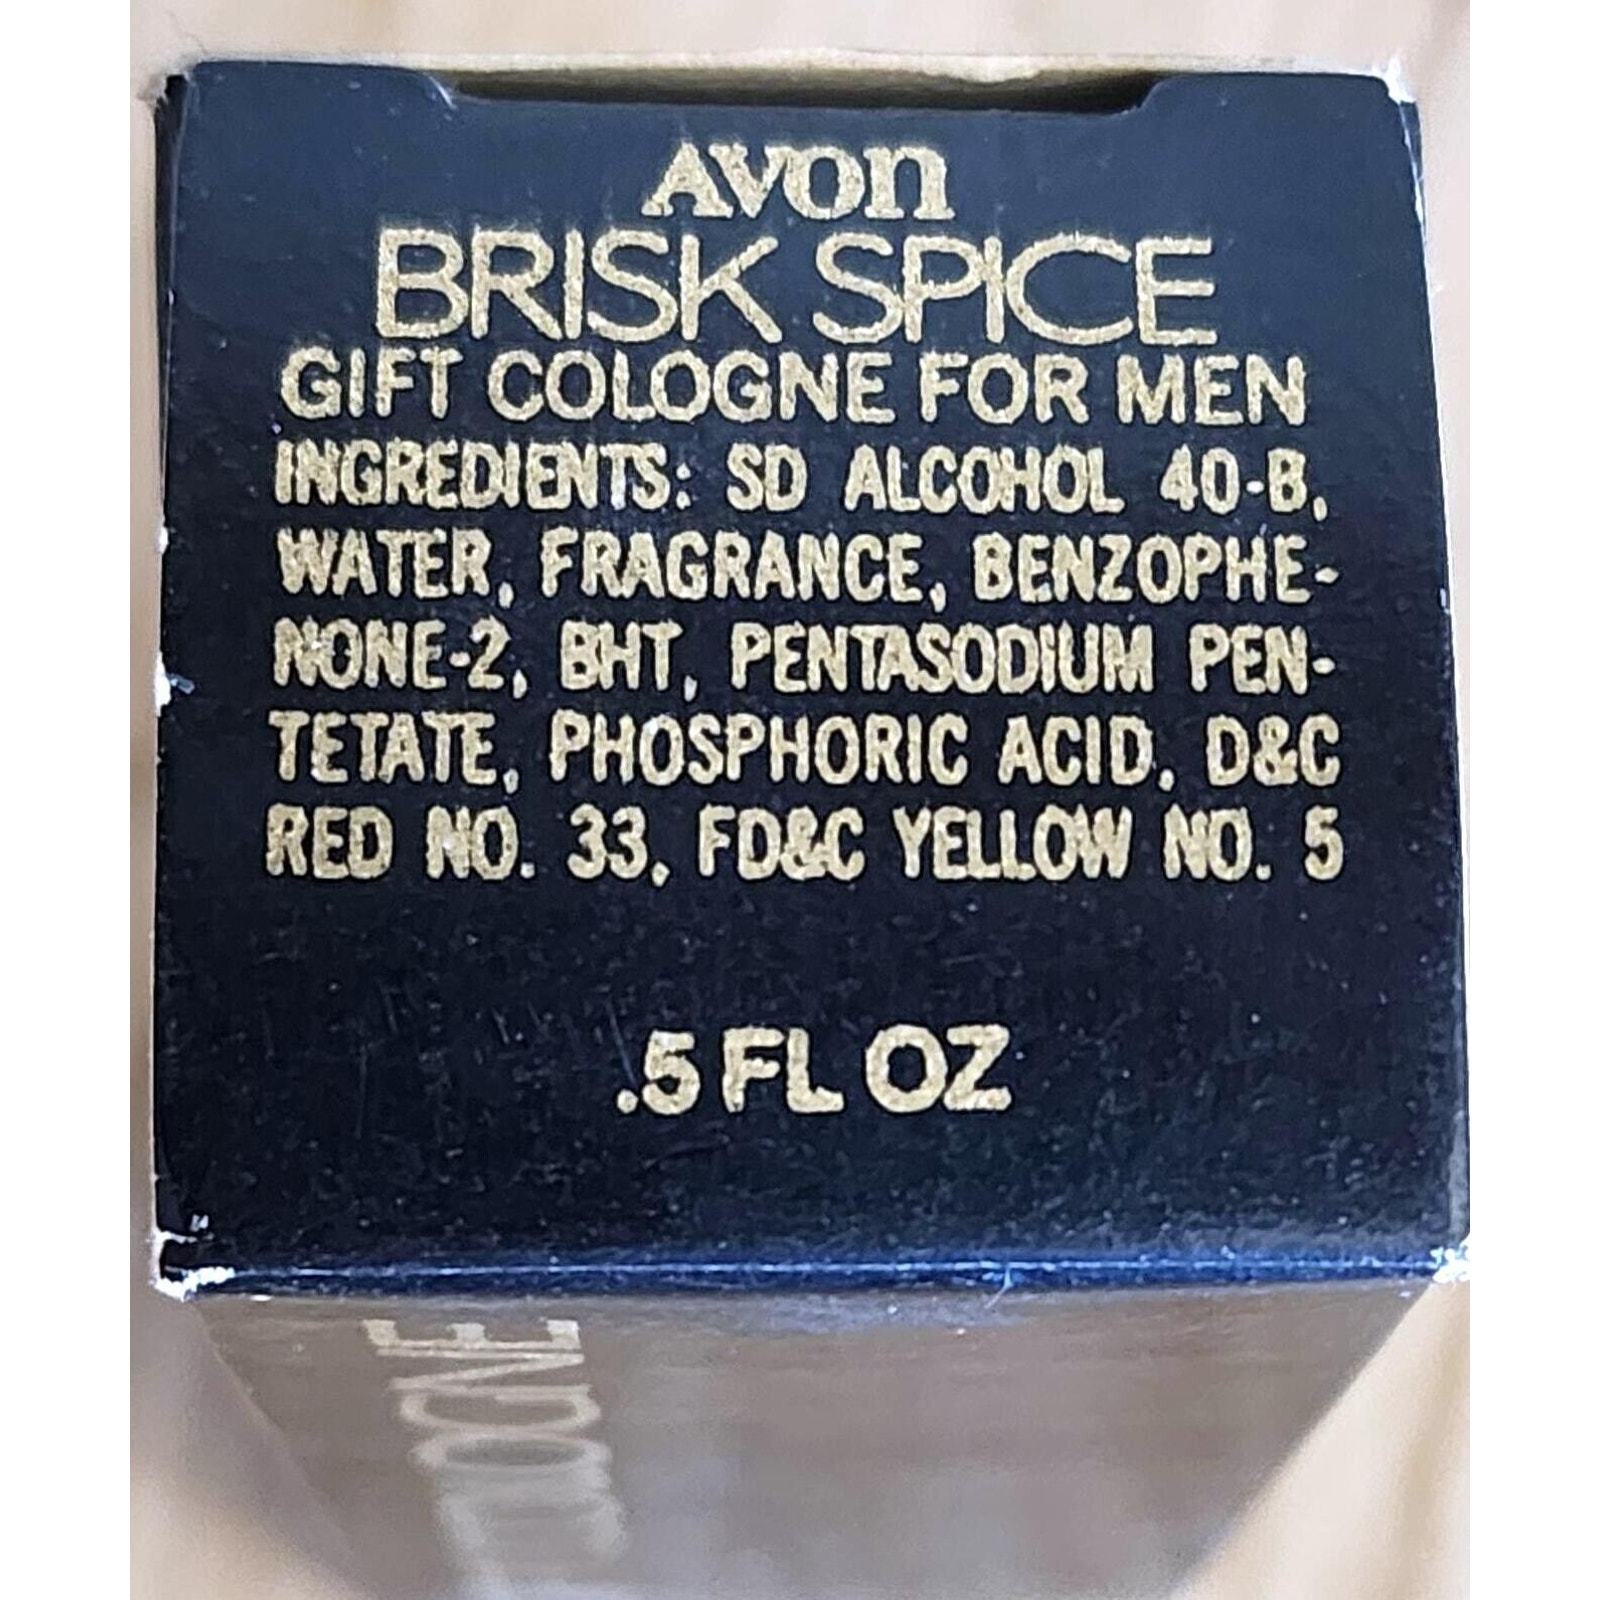 AVON
BRISK SPICE
GIFT COLOGNE FOR MEN
INGREDIENTS: SD ALCOHOL 40-B,
WATER, FRAGRANCE, BENZOPHE-
NONE-2, BHT, PENTASODIUM PEN-
TETATE, PHOSPHORIC ACID, D&C
RED NO. 33, FD&C YELLOW NO. 5
.5 FL OZ